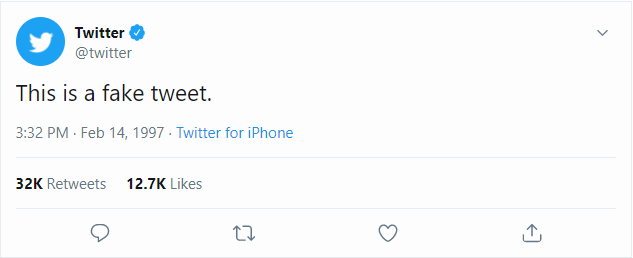 Twitter
@twitter
This is a fake tweet.
3:32 PM · Feb 14, 1997 · Twitter for iPhone
32K Retweets 12.7K Likes